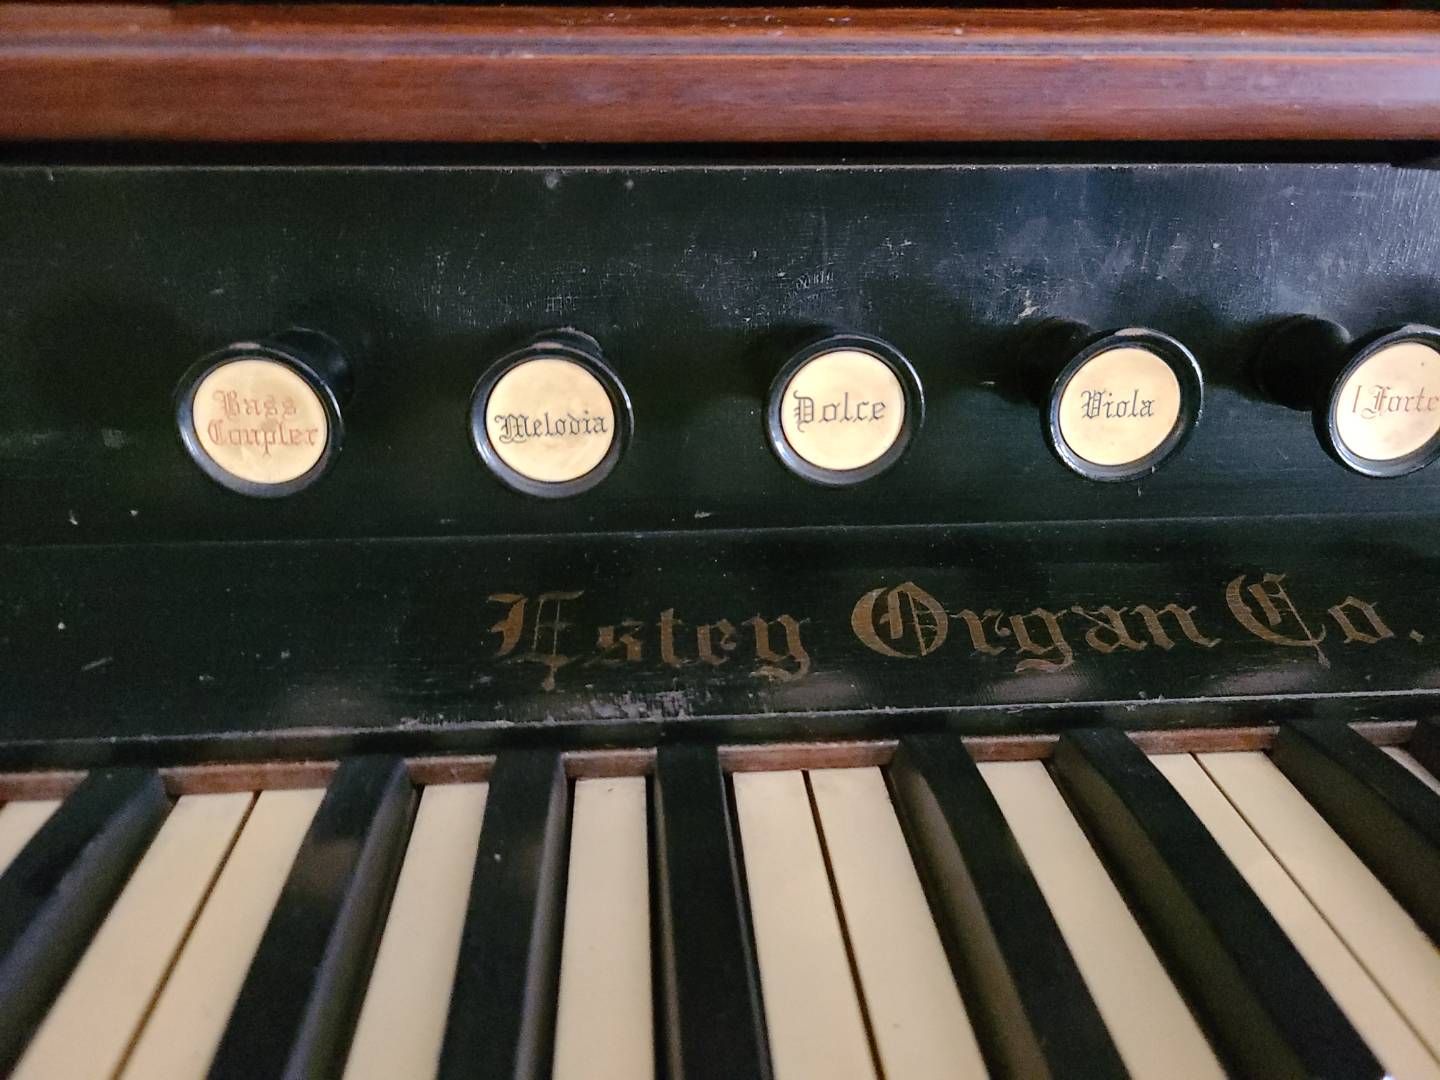 Bass
Coupler
Melodia
Dolce
Viola
I Forte
Estey Organ Co.